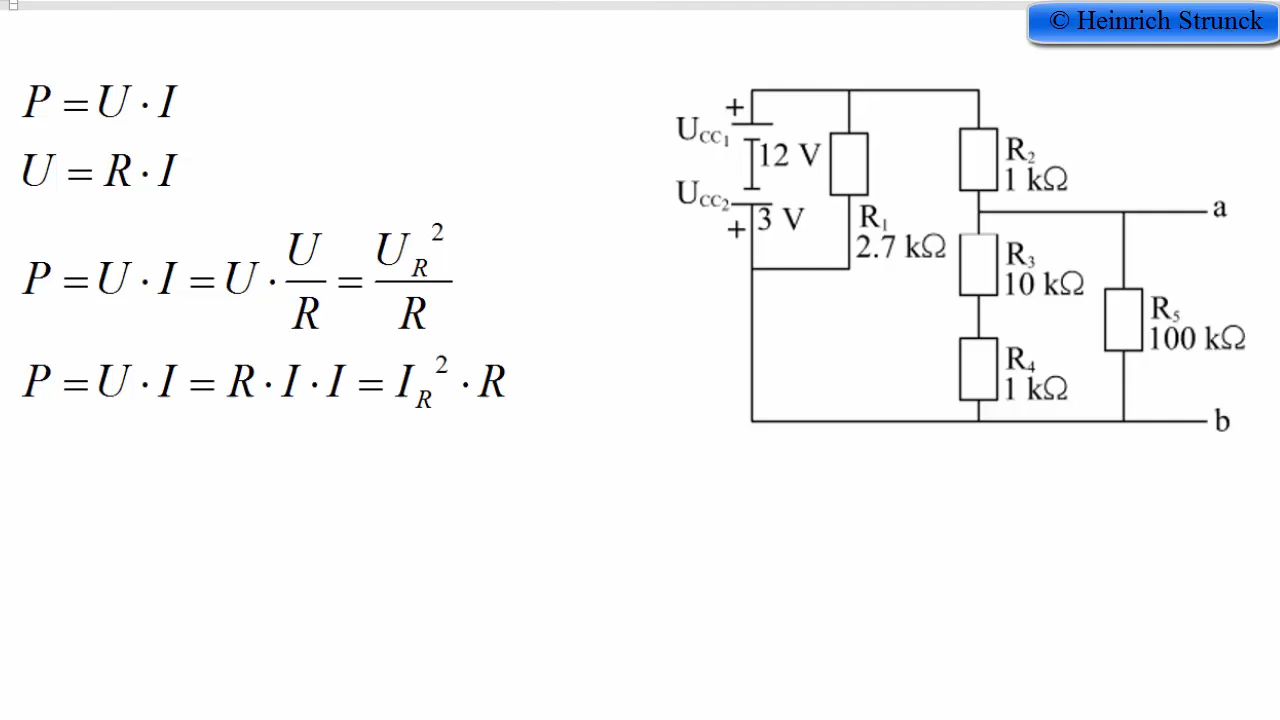 © Heinrich Strunck
P = U · I
U = R · I
P = U · I = U · U/R = U_R²/R
P = U · I = R · I · I = I_R² · R
+
U_CC₁
12 V
U_CC₂
3 V
+
R₁
2.7 kΩ
R₂
1 kΩ
a
R₃
10 kΩ
R₅
100 kΩ
R₄
1 kΩ
b